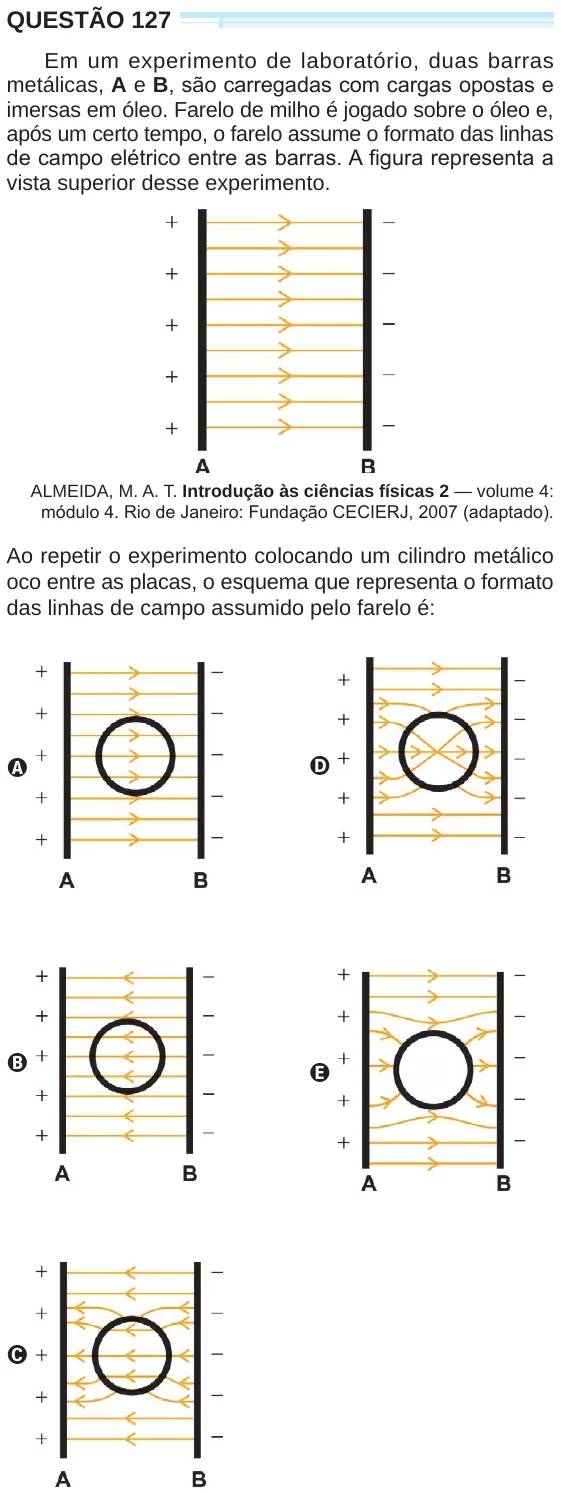 QUESTÃO 127
Em um experimento de laboratório, duas barras
metálicas, A e B, são carregadas com cargas opostas e
imersas em óleo. Farelo de milho é jogado sobre o óleo e,
após um certo tempo, o farelo assume o formato das linhas
de campo elétrico entre as barras. A figura representa a
vista superior desse experimento.
+ −
+ −
+ −
+ −
+ −
A B
ALMEIDA, M. A. T. Introdução às ciências físicas 2 — volume 4:
módulo 4. Rio de Janeiro: Fundação CECIERJ, 2007 (adaptado).
Ao repetir o experimento colocando um cilindro metálico
oco entre as placas, o esquema que representa o formato
das linhas de campo assumido pelo farelo é:
A
+ −
+ −
+ −
+ −
+ −
A B
B
+ −
+ −
+ −
+ −
+ −
A B
C
+ −
+ −
+ −
+ −
+ −
A B
D
+ −
+ −
+ −
+ −
+ −
A B
E
+ −
+ −
+ −
+ −
+ −
A B